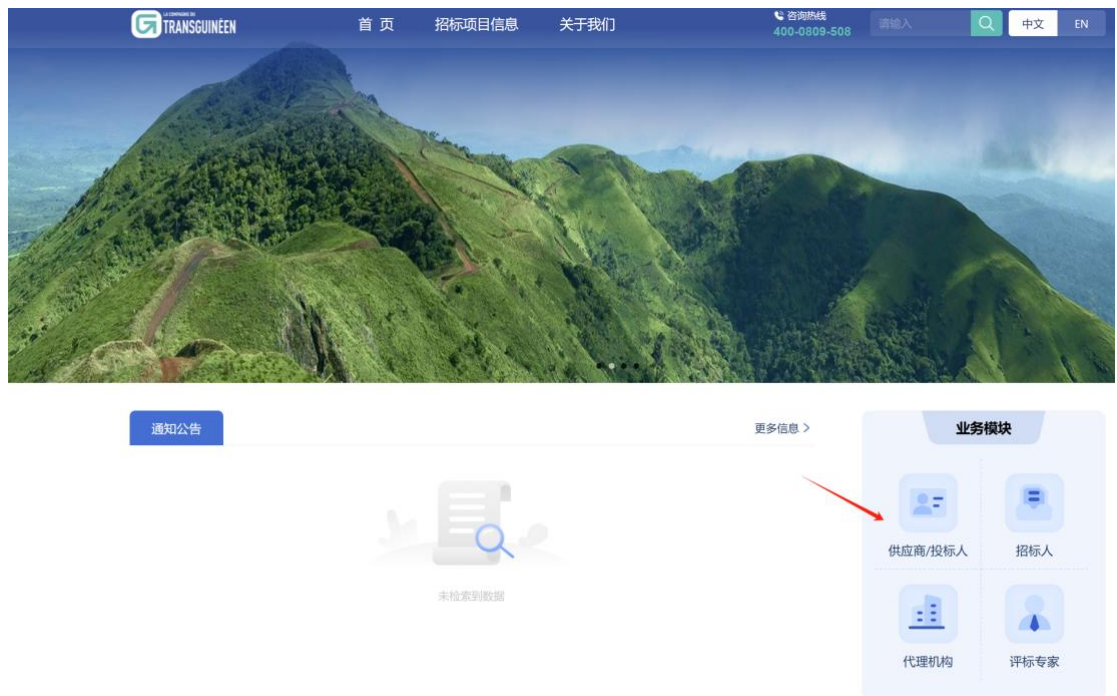 LA COMPAGNIE DU
TRANSGUINÉEN
首 页
招标项目信息
关于我们
咨询热线
400-0809-508
请输入
中文
EN
通知公告
更多信息 >
未检索到数据
业务模块
供应商/投标人
招标人
代理机构
评标专家